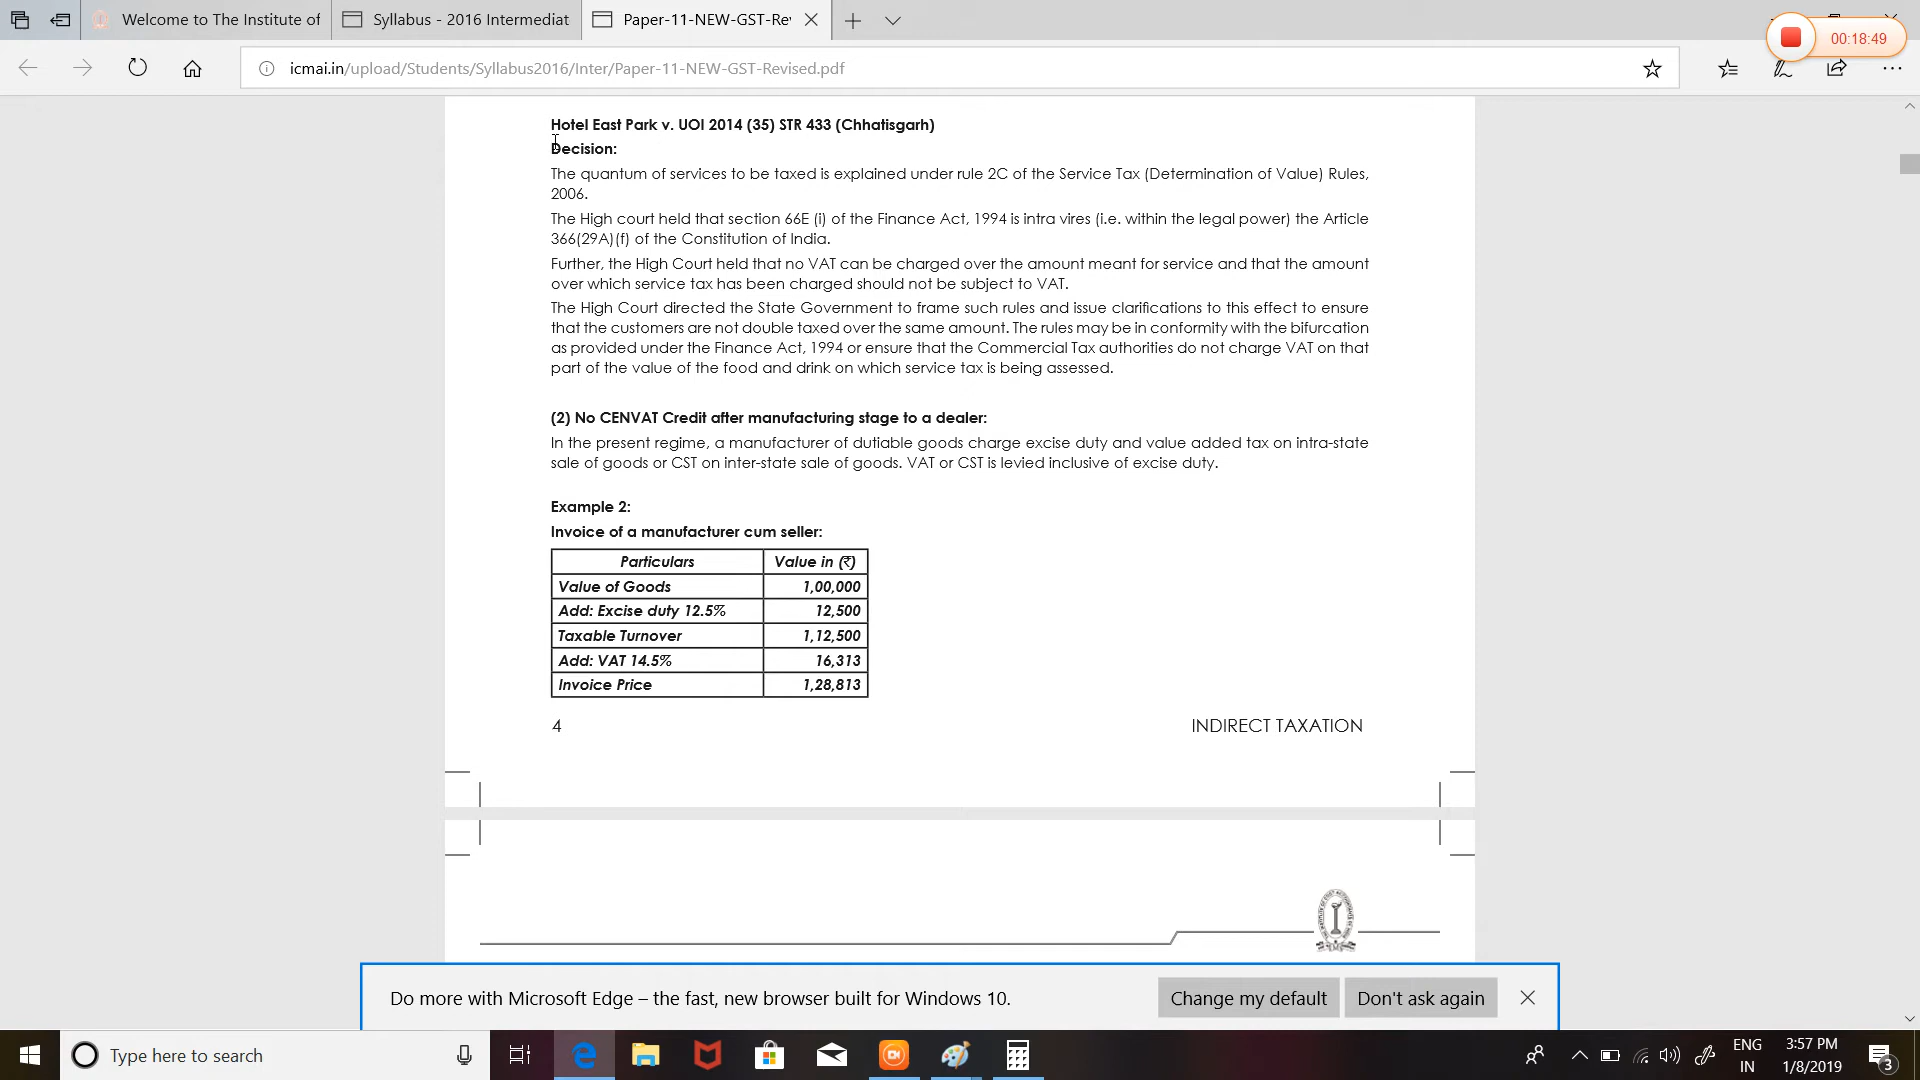 Welcome to The Institute of
Syllabus - 2016 Intermediat
Paper-11-NEW-GST-Re
00:18:49
icmai.in/upload/Students/Syllabus2016/Inter/Paper-11-NEW-GST-Revised.pdf
Hotel East Park v. UOI 2014 (35) STR 433 (Chhatisgarh)
Decision:
The quantum of services to be taxed is explained under rule 2C of the Service Tax (Determination of Value) Rules,
2006.
The High court held that section 66E (i) of the Finance Act, 1994 is intra vires (i.e. within the legal power) the Article
366(29A)(f) of the Constitution of India.
Further, the High Court held that no VAT can be charged over the amount meant for service and that the amount
over which service tax has been charged should not be subject to VAT.
The High Court directed the State Government to frame such rules and issue clarifications to this effect to ensure
that the customers are not double taxed over the same amount. The rules may be in conformity with the bifurcation
as provided under the Finance Act, 1994 or ensure that the Commercial Tax authorities do not charge VAT on that
part of the value of the food and drink on which service tax is being assessed.
(2) No CENVAT Credit after manufacturing stage to a dealer:
In the present regime, a manufacturer of dutiable goods charge excise duty and value added tax on intra-state
sale of goods or CST on inter-state sale of goods. VAT or CST is levied inclusive of excise duty.
Example 2:
Invoice of a manufacturer cum seller:
Particulars Value in (₹)
Value of Goods 1,00,000
Add: Excise duty 12.5% 12,500
Taxable Turnover 1,12,500
Add: VAT 14.5% 16,313
Invoice Price 1,28,813
4 INDIRECT TAXATION
Do more with Microsoft Edge – the fast, new browser built for Windows 10. Change my default Don't ask again
Type here to search
ENG
IN
3:57 PM
1/8/2019
3